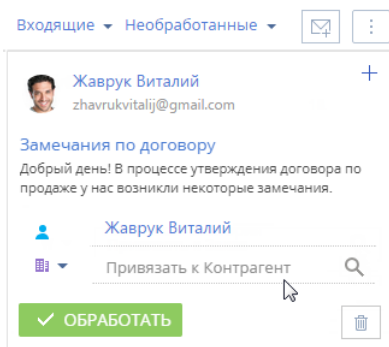 Входящие Необработанные
Жаврук Виталий
zhavrukvitalij@gmail.com
Замечания по договору
Добрый день! В процессе утверждения договора по
продаже у нас возникли некоторые замечания.
Жаврук Виталий
Привязать к Контрагент
ОБРАБОТАТЬ